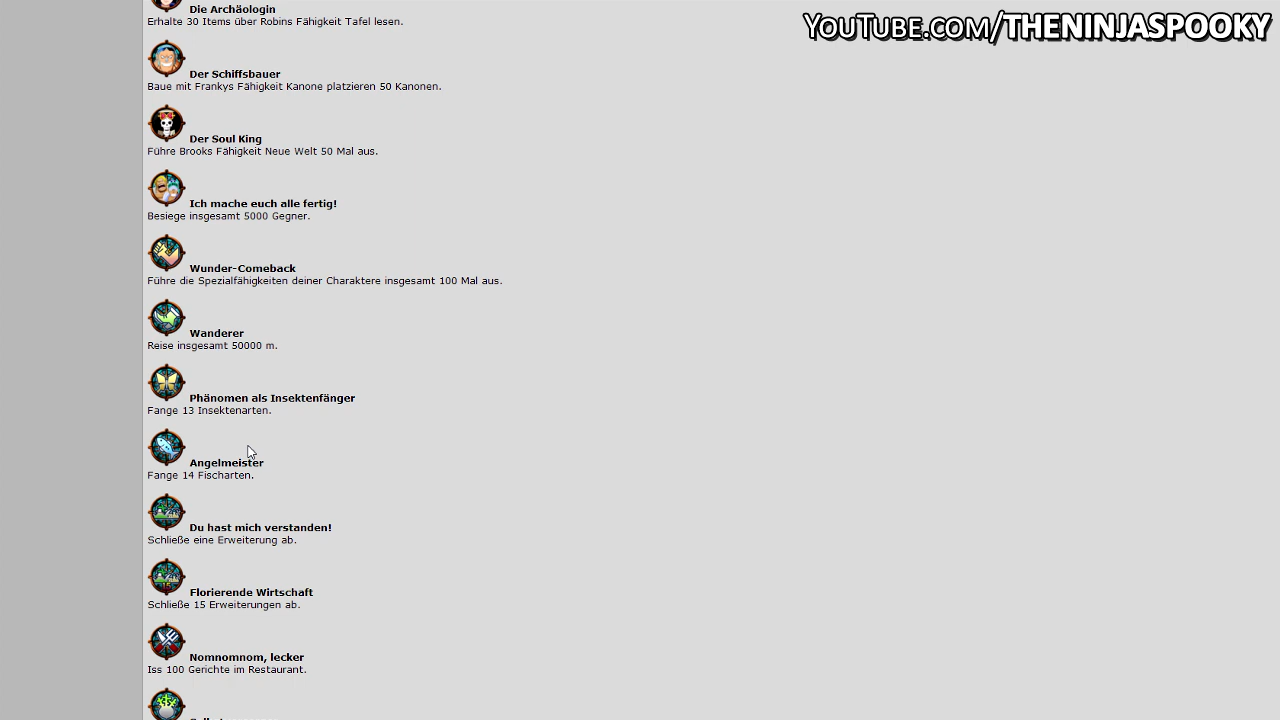 YouTube.com/THENINJASPOOKY
Die Archäologin
Erhalte 30 Items über Robins Fähigkeit Tafel lesen.
Der Schiffsbauer
Baue mit Frankys Fähigkeit Kanone platzieren 50 Kanonen.
Der Soul King
Führe Brooks Fähigkeit Neue Welt 50 Mal aus.
Ich mache euch alle fertig!
Besiege insgesamt 5000 Gegner.
Wunder-Comeback
Führe die Spezialfähigkeiten deiner Charaktere insgesamt 100 Mal aus.
Wanderer
Reise insgesamt 50000 m.
Phänomen als Insektenfänger
Fange 13 Insektenarten.
Angelmeister
Fange 14 Fischarten.
Du hast mich verstanden!
Schließe eine Erweiterung ab.
Florierende Wirtschaft
Schließe 15 Erweiterungen ab.
Nomnomnom, lecker
Iss 100 Gerichte im Restaurant.